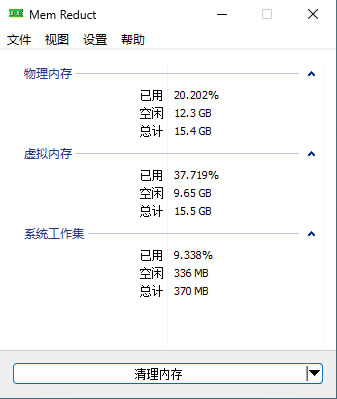 Mem Reduct
文件 视图 设置 帮助
物理内存
已用 20.202%
空闲 12.3 GB
总计 15.4 GB
虚拟内存
已用 37.719%
空闲 9.65 GB
总计 15.5 GB
系统工作集
已用 9.338%
空闲 336 MB
总计 370 MB
清理内存